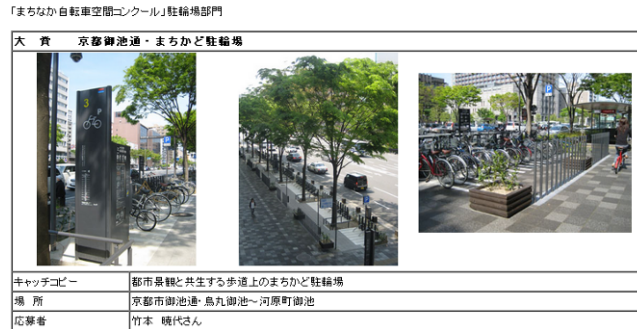 「まちなか自転車空間コンクール」駐輪場部門
大 賞 京都御池通・まちかど駐輪場
3
P
キャッチコピー 都市景観と共生する歩道上のまちかど駐輪場
場 所 京都市御池通・烏丸御池～河原町御池
応募者 竹本 暁代さん